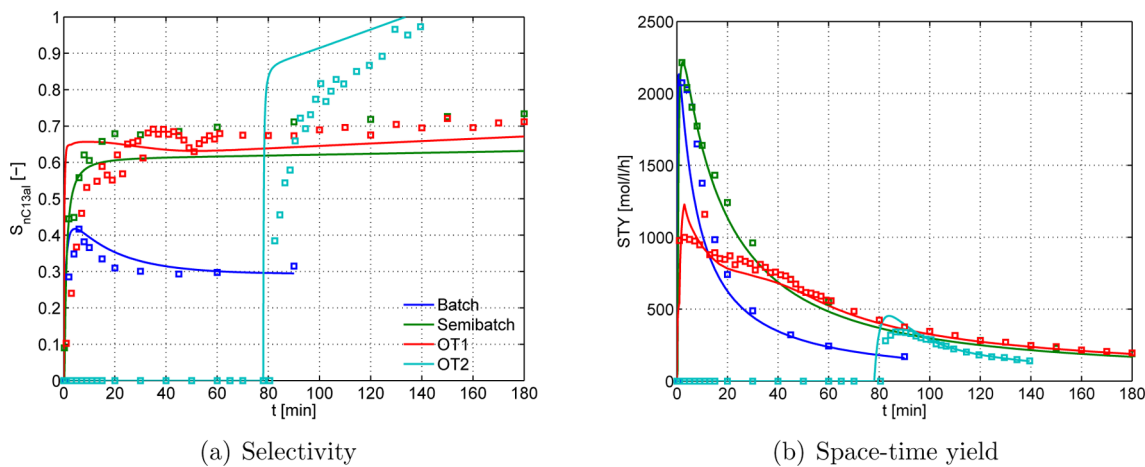 1
0.9
0.8
0.7
0.6
0.5
0.4
0.3
0.2
0.1
0
S_nC13al [-]
0 20 40 60 80 100 120 140 160 180
t [min]
Batch
Semibatch
OT1
OT2
(a) Selectivity
2500
2000
1500
1000
500
0
STY [mol/l/h]
0 20 40 60 80 100 120 140 160 180
t [min]
(b) Space-time yield